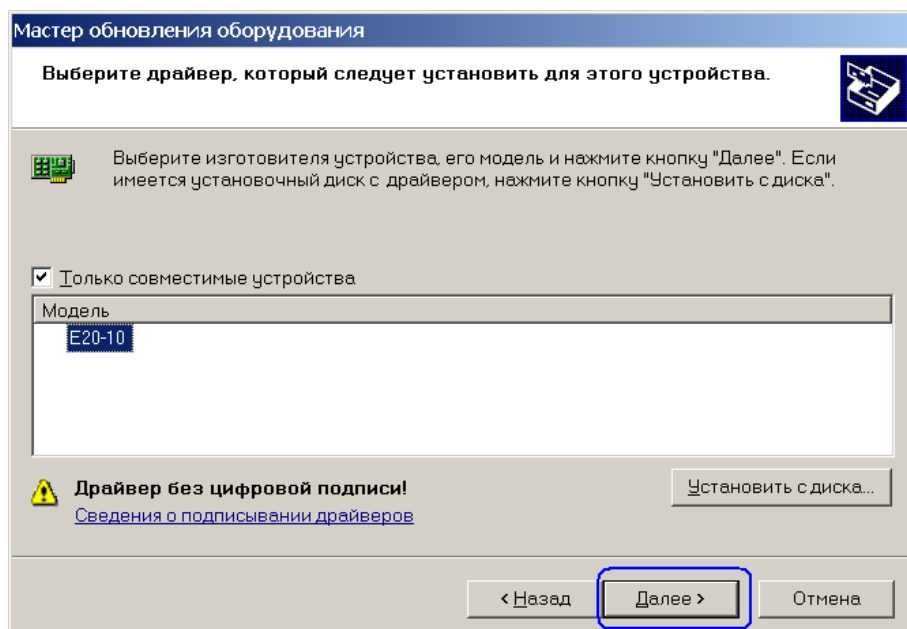 Мастер обновления оборудования
Выберите драйвер, который следует установить для этого устройства.
Выберите изготовителя устройства, его модель и нажмите кнопку "Далее". Если
имеется установочный диск с драйвером, нажмите кнопку "Установить с диска".
Только совместимые устройства
Модель
E20-10
Драйвер без цифровой подписи!
Установить с диска...
Сведения о подписывании драйверов
< Назад
Далее >
Отмена